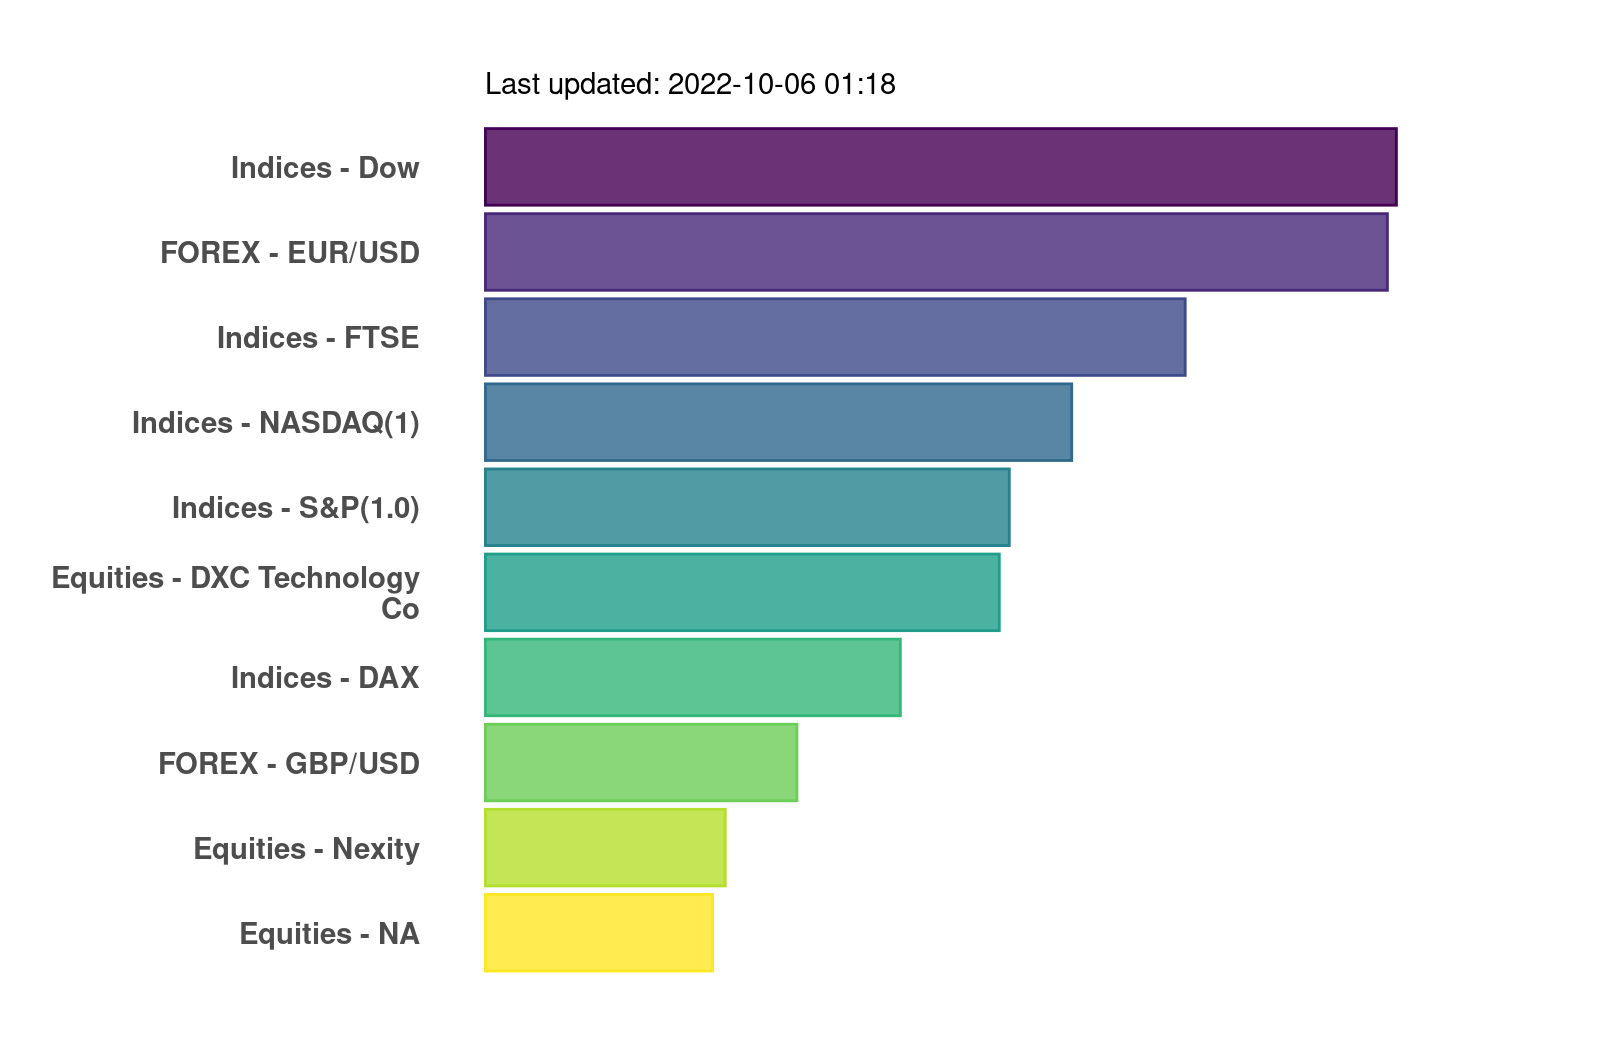 Last updated: 2022-10-06 01:18
Indices - Dow
FOREX - EUR/USD
Indices - FTSE
Indices - NASDAQ(1)
Indices - S&P(1.0)
Equities - DXC Technology
Co
Indices - DAX
FOREX - GBP/USD
Equities - Nexity
Equities - NA